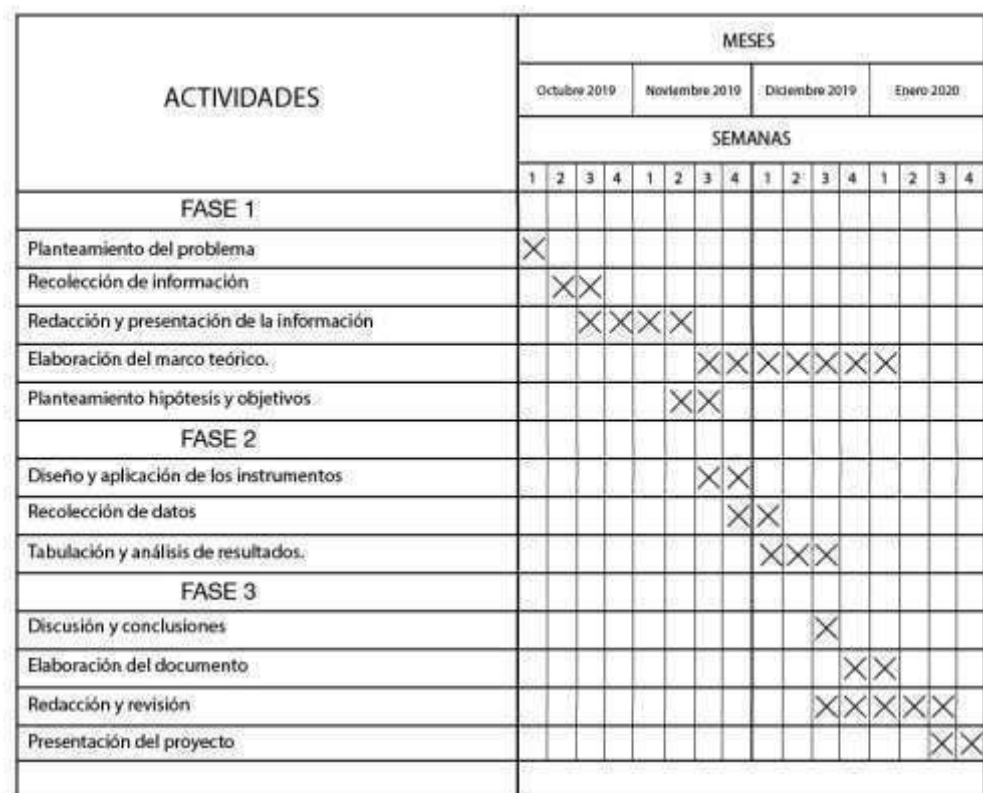 MESES
ACTIVIDADES
Octubre 2019 Noviembre 2019 Diciembre 2019 Enero 2020
SEMANAS
1 2 3 4 1 2 3 4 1 2 3 4 1 2 3 4
FASE 1
Planteamiento del problema
Recolección de información
Redacción y presentación de la información
Elaboración del marco teórico.
Planteamiento hipótesis y objetivos
FASE 2
Diseño y aplicación de los instrumentos
Recolección de datos
Tabulación y análisis de resultados.
FASE 3
Discusión y conclusiones
Elaboración del documento
Redacción y revisión
Presentación del proyecto